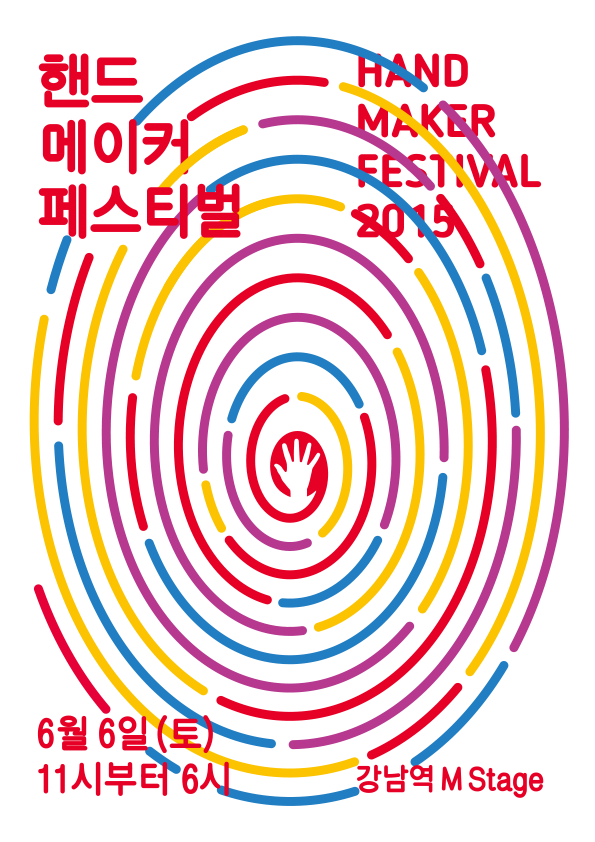 핸드
메이커
페스티벌
HAND
MAKER
FESTIVAL
2015
6월 6일 (토)
11시부터 6시
강남역 M Stage